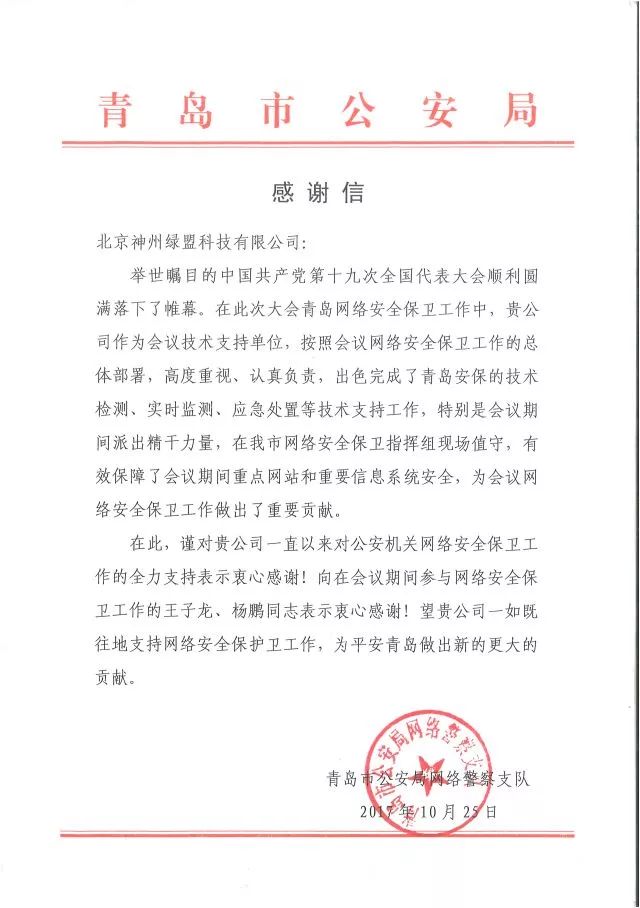 青岛市公安局
感谢信
北京神州绿盟科技有限公司：
举世瞩目的中国共产党第十九次全国代表大会顺利圆
满落下了帷幕。在此次大会青岛网络安全保卫工作中，贵公
司作为会议技术支持单位，按照会议网络安全保卫工作的总
体部署，高度重视、认真负责，出色完成了青岛安保的技术
检测、实时监测、应急处置等技术支持工作，特别是会议期
间派出精干力量，在我市网络安全保卫指挥组现场值守，有
效保障了会议期间重点网站和重要信息系统安全，为会议网
络安全保卫工作做出了重要贡献。
在此，谨对贵公司一直以来对公安机关网络安全保卫工
作的全力支持表示衷心感谢！向在会议期间参与网络安全保
卫工作的王子龙、杨鹏同志表示衷心感谢！望贵公司一如既
往地支持网络安全保护卫工作，为平安青岛做出新的更大的
贡献。
青岛市公安局网络警察支队
青岛市公安局网络警察支队
2017年10月25日